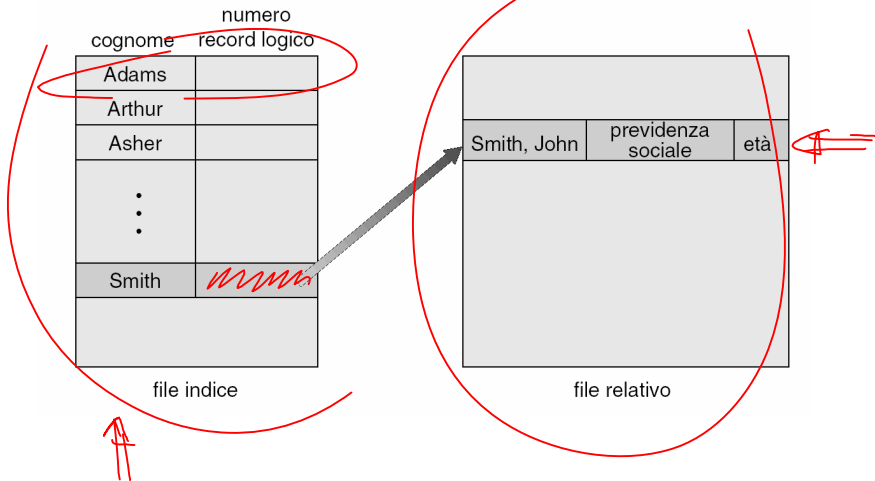 numero
cognome record logico
Adams
Arthur
Asher
Smith
file indice
Smith, John
previdenza
sociale
età
file relativo